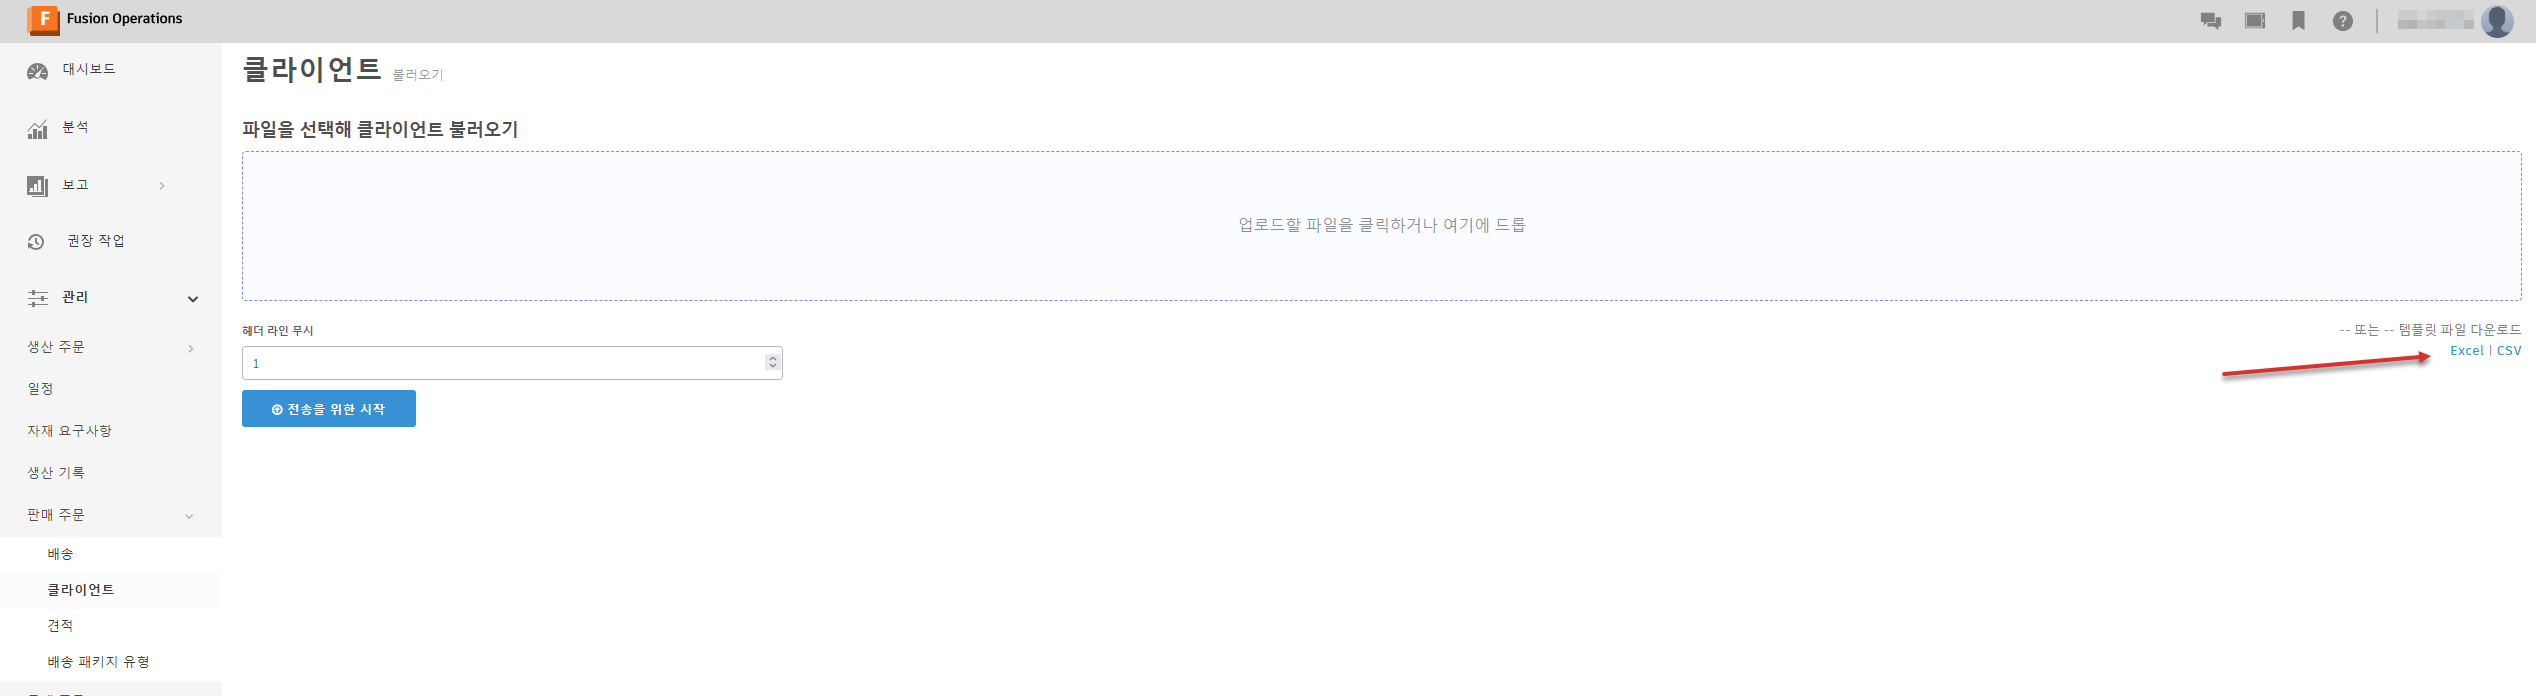 F Fusion Operations
대시보드
분석
보고
권장 작업
관리
생산 주문
일정
자재 요구사항
생산 기록
판매 주문
배송
클라이언트
견적
배송 패키지 유형
클라이언트 불러오기
파일을 선택해 클라이언트 불러오기
업로드할 파일을 클릭하거나 여기에 드롭
헤더 라인 무시
1
전송을 위한 시작
-- 또는 -- 템플릿 파일 다운로드
Excel | CSV